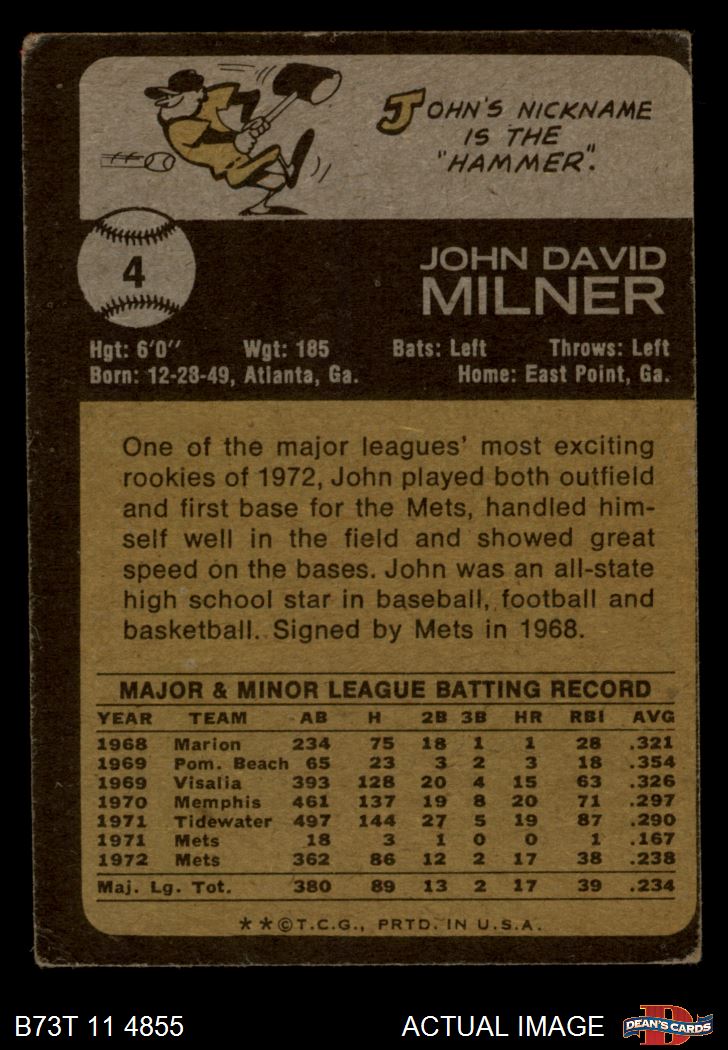 JOHN'S NICKNAME
IS THE
"HAMMER".
4
JOHN DAVID
MILNER
Hgt: 6'0" Wgt: 185 Bats: Left Throws: Left
Born: 12-28-49, Atlanta, Ga. Home: East Point, Ga.
One of the major leagues' most exciting
rookies of 1972, John played both outfield
and first base for the Mets, handled him-
self well in the field and showed great
speed on the bases. John was an all-state
high school star in baseball, football and
basketball. Signed by Mets in 1968.
MAJOR & MINOR LEAGUE BATTING RECORD
YEAR TEAM AB H 2B 3B HR RBI AVG
1968 Marion 234 75 18 1 1 28 .321
1969 Pom. Beach 65 23 3 2 3 18 .354
1969 Visalia 393 128 20 4 15 63 .326
1970 Memphis 461 137 19 8 20 71 .297
1971 Tidewater 497 144 27 5 19 87 .290
1971 Mets 18 3 1 0 0 1 .167
1972 Mets 362 86 12 2 17 38 .238
Maj. Lg. Tot. 380 89 13 2 17 39 .234
**©T.C.G., PRTD. IN U.S.A.
B73T 11 4855 ACTUAL IMAGE D DEAN'S CARDS